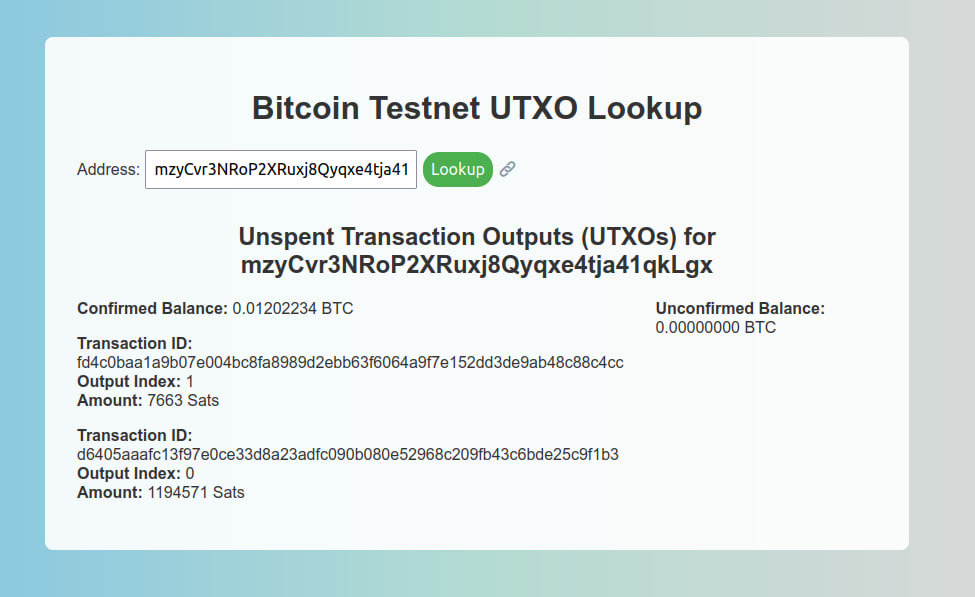 Bitcoin Testnet UTXO Lookup
Address: mzyCvr3NRoP2XRuxj8Qyqxe4tja41 Lookup
Unspent Transaction Outputs (UTXOs) for
mzyCvr3NRoP2XRuxj8Qyqxe4tja41qkLgx
Confirmed Balance: 0.01202234 BTC
Unconfirmed Balance:
0.00000000 BTC
Transaction ID:
fd4c0baa1a9b07e004bc8fa8989d2ebb63f6064a9f7e152dd3de9ab48c88c4cc
Output Index: 1
Amount: 7663 Sats
Transaction ID:
d6405aaafc13f97e0ce33d8a23adfc090b080e52968c209fb43c6bde25c9f1b3
Output Index: 0
Amount: 1194571 Sats